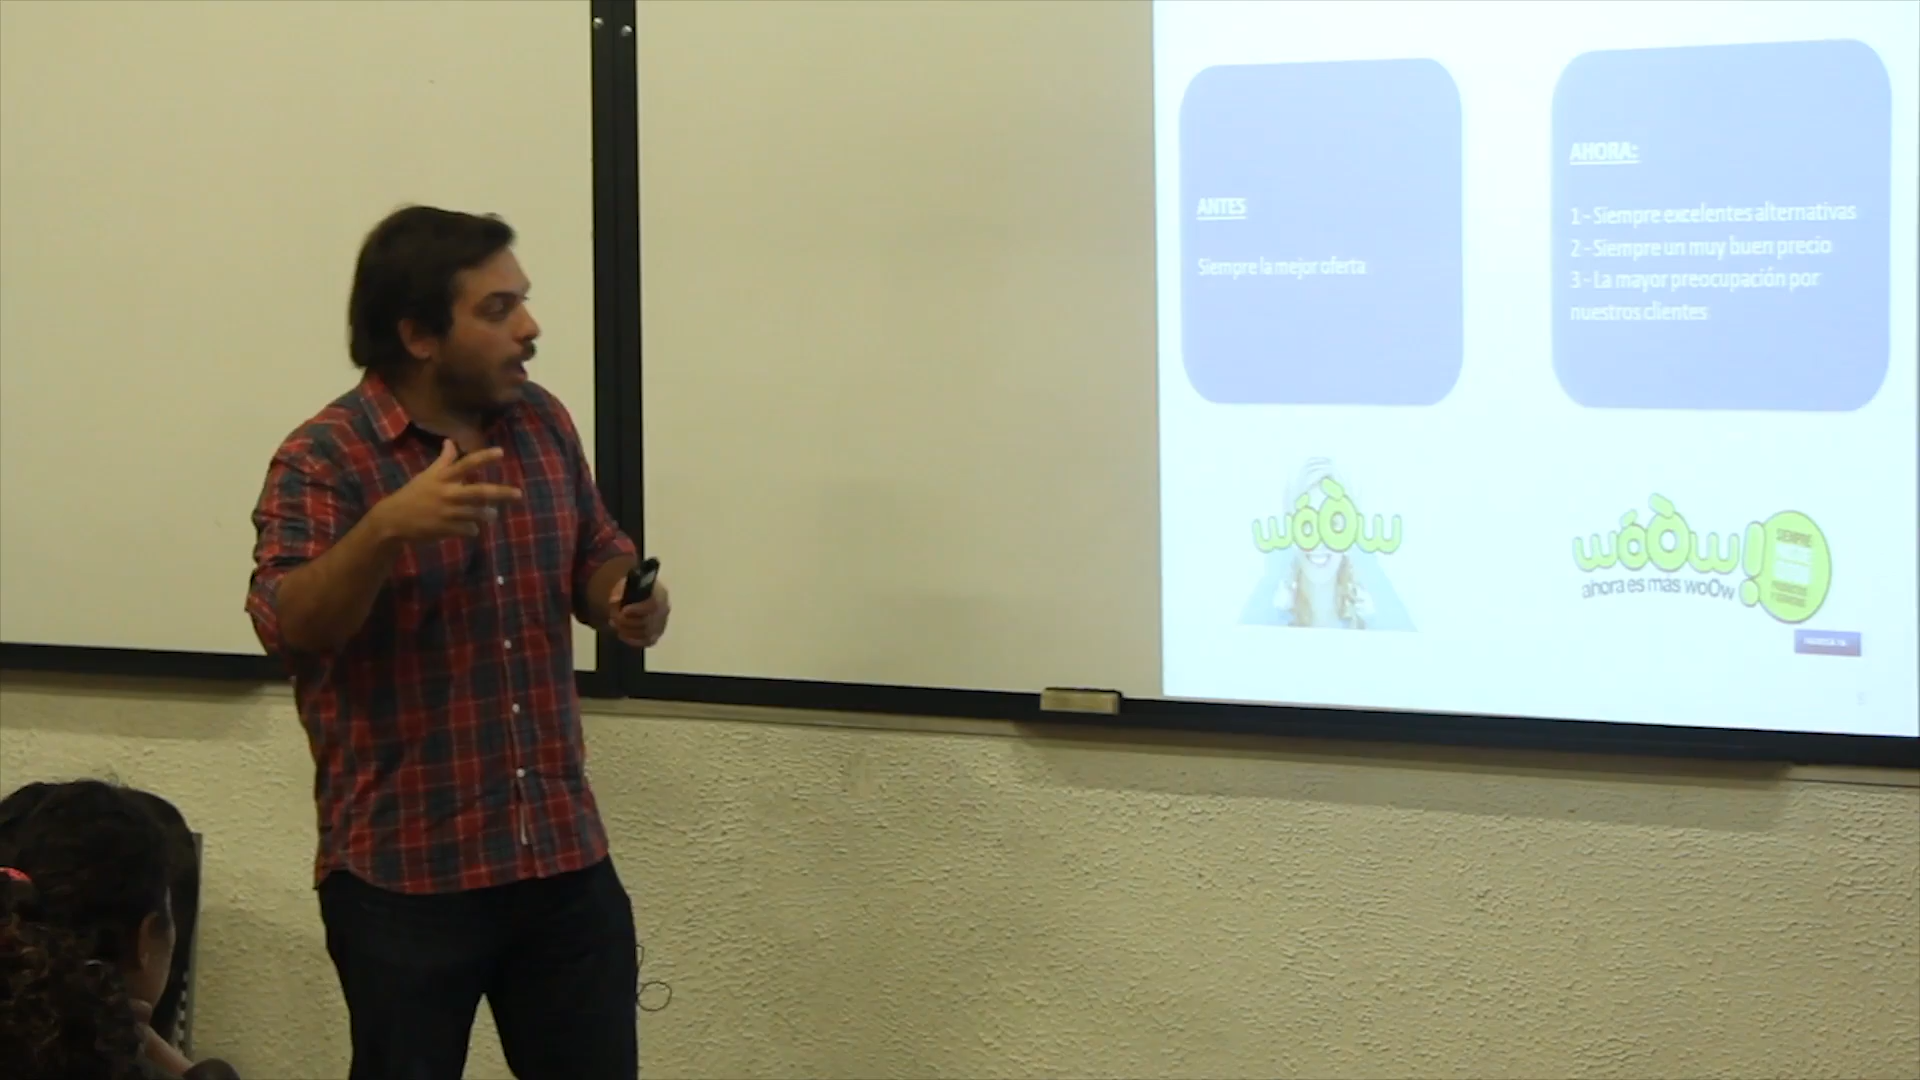 ANTES
Siempre la mejor oferta
AHORA:
1 - Siempre excelentes alternativas
2 - Siempre un muy buen precio
3 - La mayor preocupación por
nuestros clientes
woOw
woOw!
ahora es mas woOw
SIEMPRE